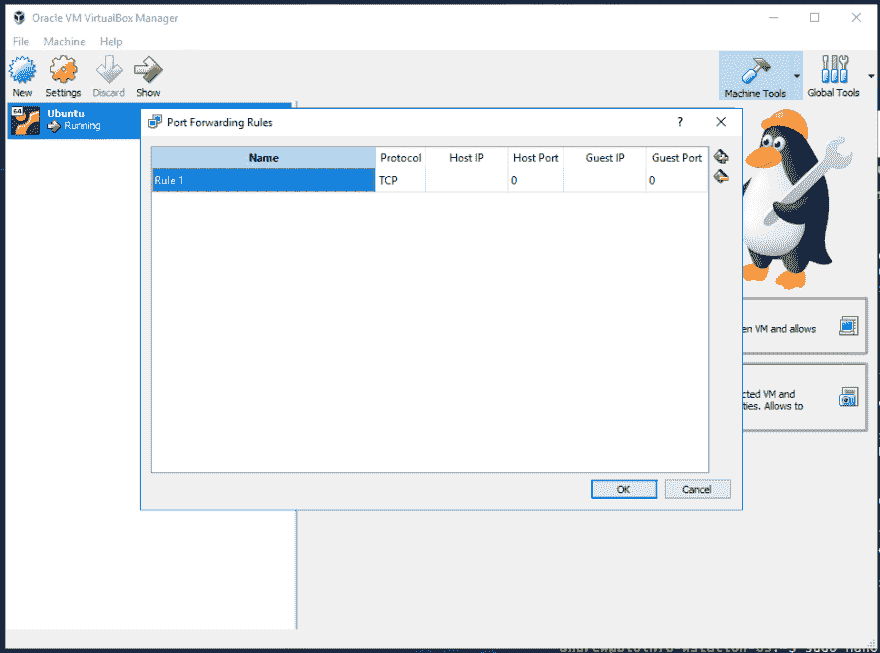 Oracle VM VirtualBox Manager
File Machine Help
New Settings Discard Show
Machine Tools Global Tools
64
Ubuntu
Running
Port Forwarding Rules ?
Name Protocol Host IP Host Port Guest IP Guest Port
Rule 1 TCP 0 0
en VM and allows
cted VM and
ties. Allows to
OK Cancel